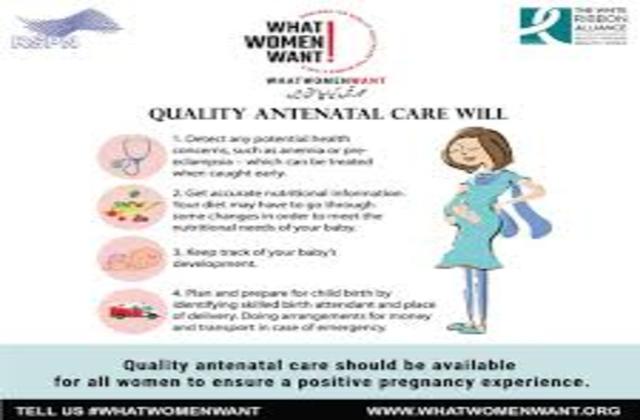 RSPN
WHAT
WOMEN
WANT!
THE WHITE
RIBBON
ALLIANCE
WHATWOMENWANT
QUALITY ANTENATAL CARE WILL
1. Detect any potential health
concerns, such as anemia or pre-
eclampsia – which can be treated
when caught early.
2. Get accurate nutritional information.
Your diet may have to go through
some changes in order to meet the
nutritional needs of your baby.
3. Keep track of your baby's
development.
4. Plan and prepare for child birth by
identifying skilled birth attendant and place
of delivery. Doing arrangements for money
and transport in case of emergency.
Quality antenatal care should be available
for all women to ensure a positive pregnancy experience.
TELL US #WHATWOMENWANT
WWW.WHATWOMENWANT.ORG